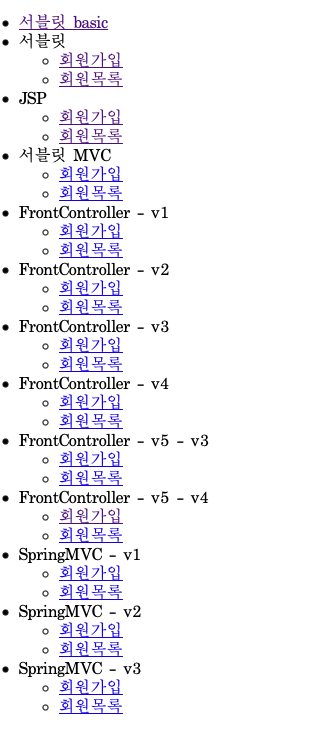 서블릿 basic
서블릿
회원가입
회원목록
JSP
회원가입
회원목록
서블릿 MVC
회원가입
회원목록
FrontController - v1
회원가입
회원목록
FrontController - v2
회원가입
회원목록
FrontController - v3
회원가입
회원목록
FrontController - v4
회원가입
회원목록
FrontController - v5 - v3
회원가입
회원목록
FrontController - v5 - v4
회원가입
회원목록
SpringMVC - v1
회원가입
회원목록
SpringMVC - v2
회원가입
회원목록
SpringMVC - v3
회원가입
회원목록